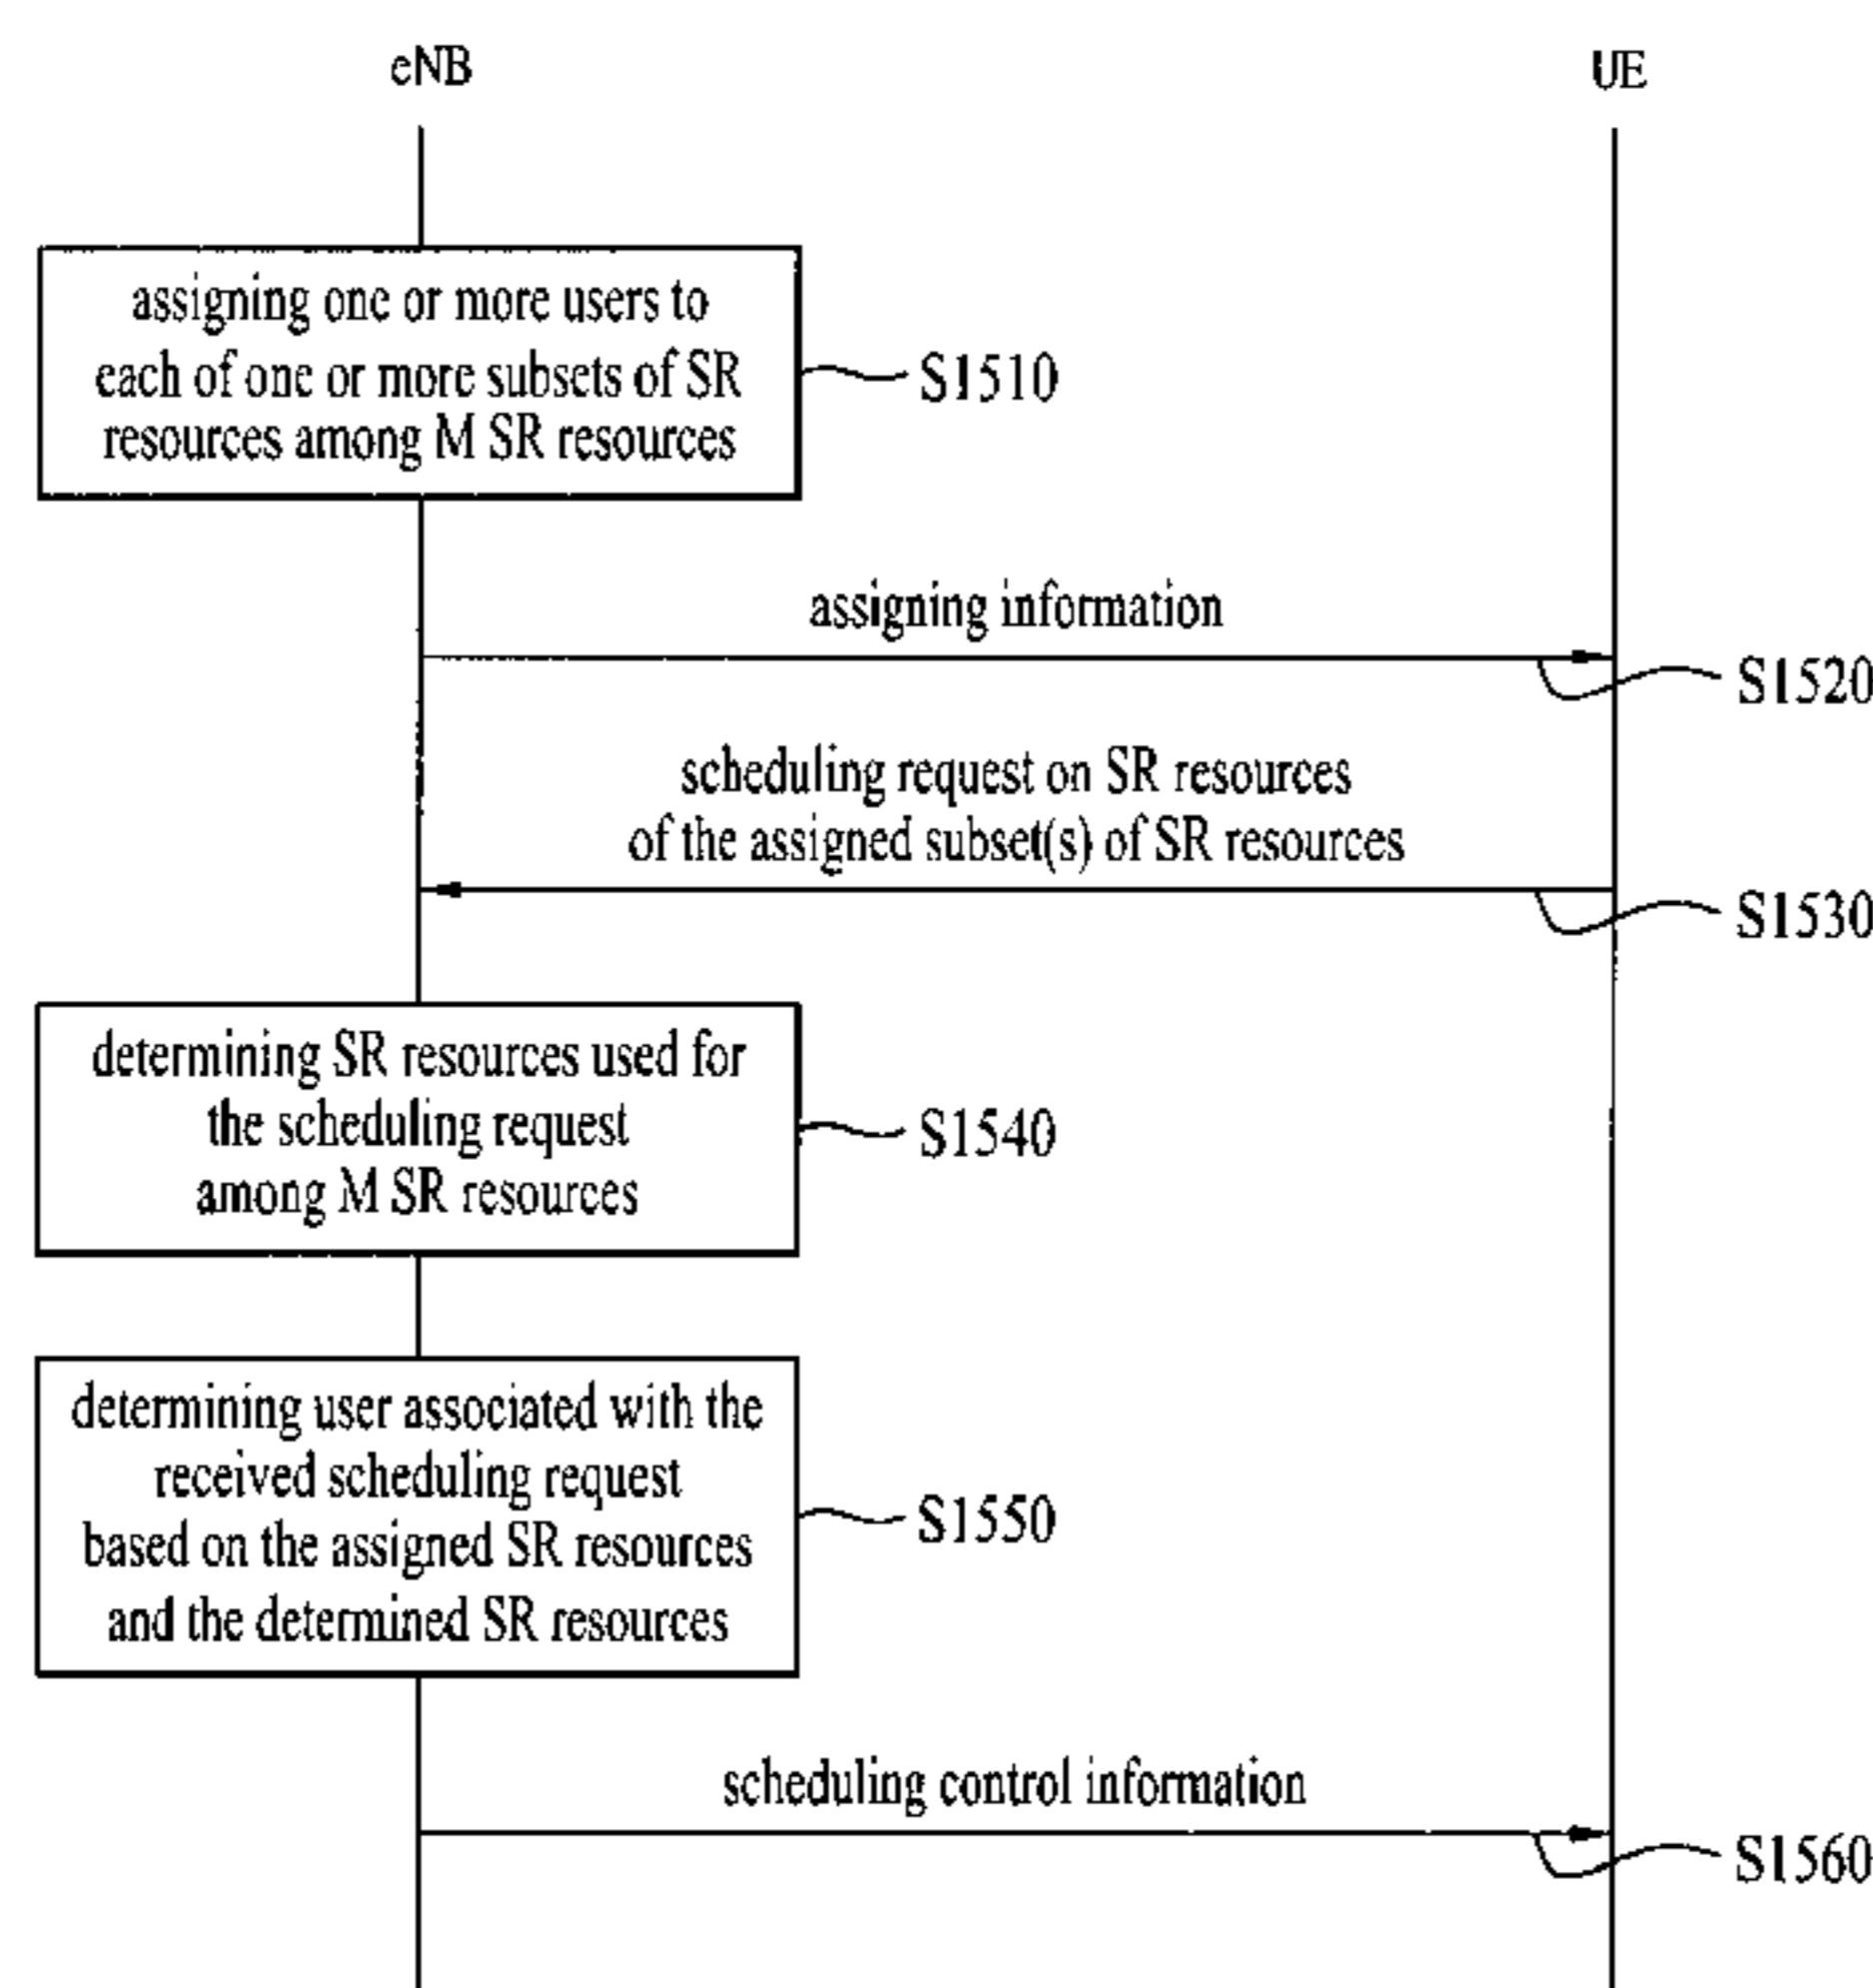 eNB
UE
assigning one or more users to
each of one or more subsets of SR
resources among M SR resources
S1510
assigning information
S1520
scheduling request on SR resources
of the assigned subset(s) of SR resources
S1530
determining SR resources used for
the scheduling request
among M SR resources
S1540
determining user associated with the
received scheduling request
based on the assigned SR resources
and the determined SR resources
S1550
scheduling control information
S1560